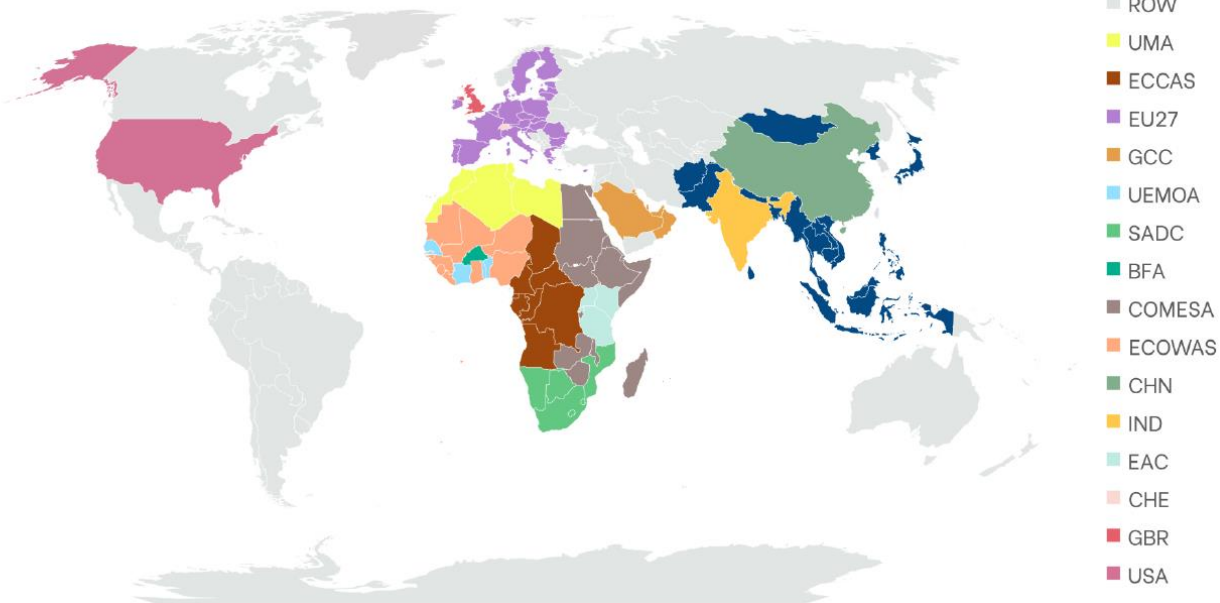 ROW
UMA
ECCAS
EU27
GCC
UEMOA
SADC
BFA
COMESA
ECOWAS
CHN
IND
EAC
CHE
GBR
USA